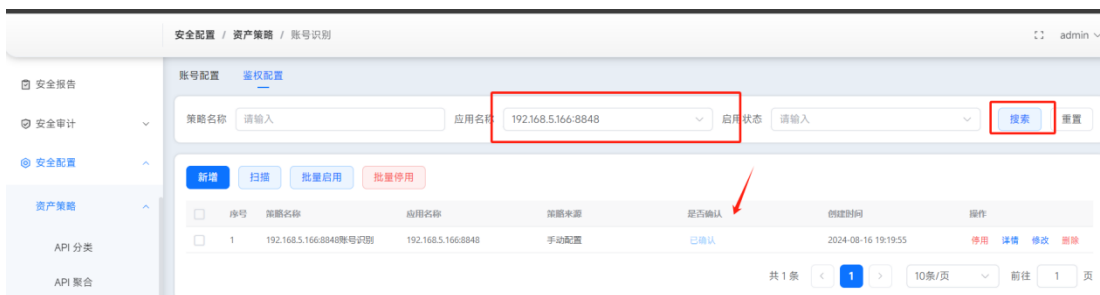 安全配置 / 资产策略 / 账号识别 admin
安全报告
安全审计
安全配置
资产策略
API 分类
API 聚合
账号配置 鉴权配置
策略名称 请输入 应用名称 192.168.5.166:8848 启用状态 请输入 搜索 重置
新增 扫描 批量启用 批量停用
序号 策略名称 应用名称 策略来源 是否确认 创建时间 操作
1 192.168.5.166:8848账号识别 192.168.5.166:8848 手动配置 已确认 2024-08-16 19:19:55 停用 详情 修改 删除
共 1 条 1 10条/页 前往 1 页